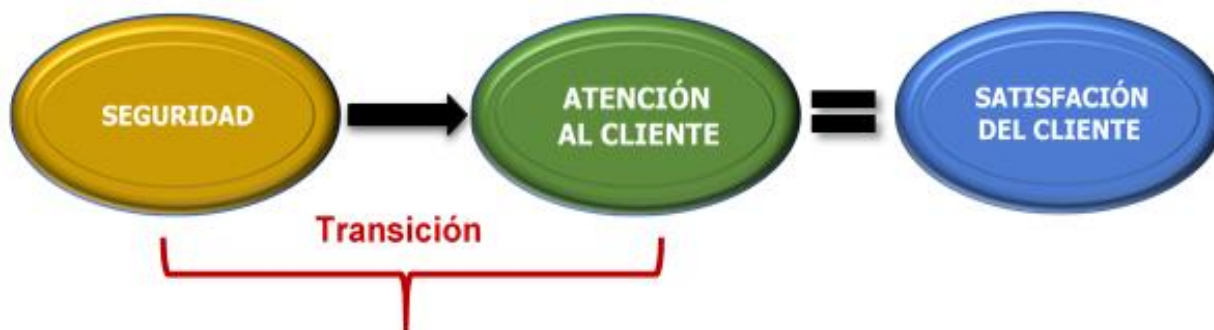 SEGURIDAD
ATENCIÓN
AL CLIENTE
SATISFACIÓN
DEL CLIENTE
Transición